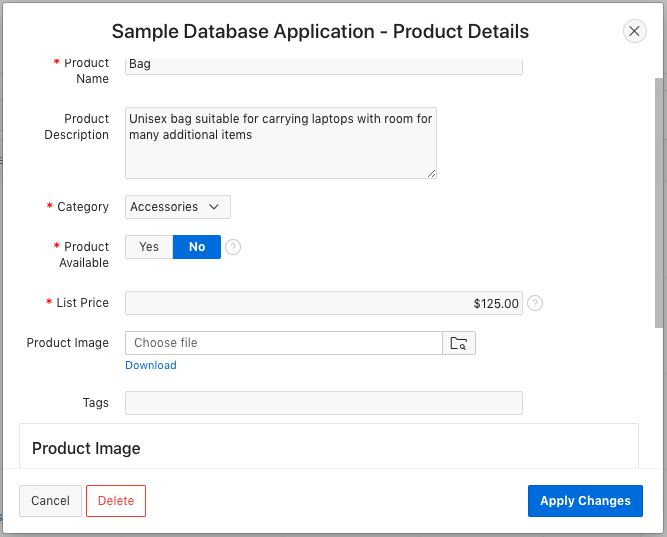 Sample Database Application - Product Details
* Product Name
Bag
Product Description
Unisex bag suitable for carrying laptops with room for
many additional items
* Category
Accessories
* Product Available
Yes
No
?
* List Price
$125.00
?
Product Image
Choose file
Download
Tags
Product Image
Cancel
Delete
Apply Changes